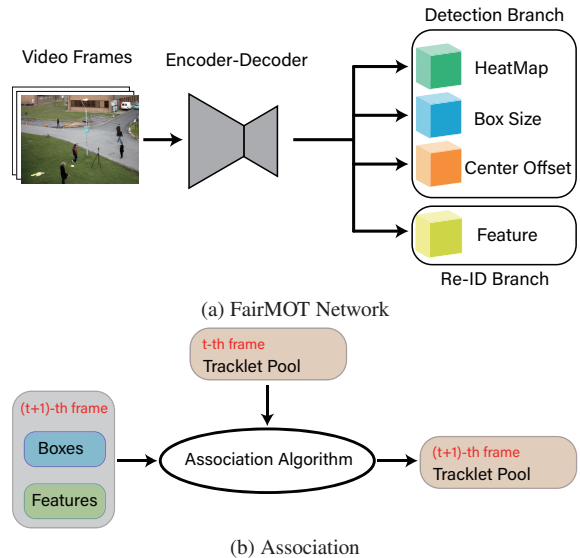 Detection Branch
Video Frames
Encoder-Decoder
HeatMap
Box Size
Center Offset
Feature
Re-ID Branch
(a) FairMOT Network
t-th frame
Tracklet Pool
(t+1)-th frame
Boxes
Features
Association Algorithm
(t+1)-th frame
Tracklet Pool
(b) Association